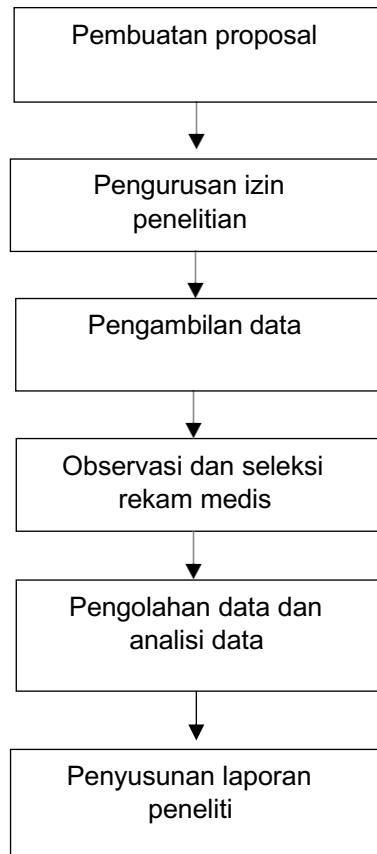 Pembuatan proposal
Pengurusan izin
penelitian
Pengambilan data
Observasi dan seleksi
rekam medis
Pengolahan data dan
analisi data
Penyusunan laporan
peneliti